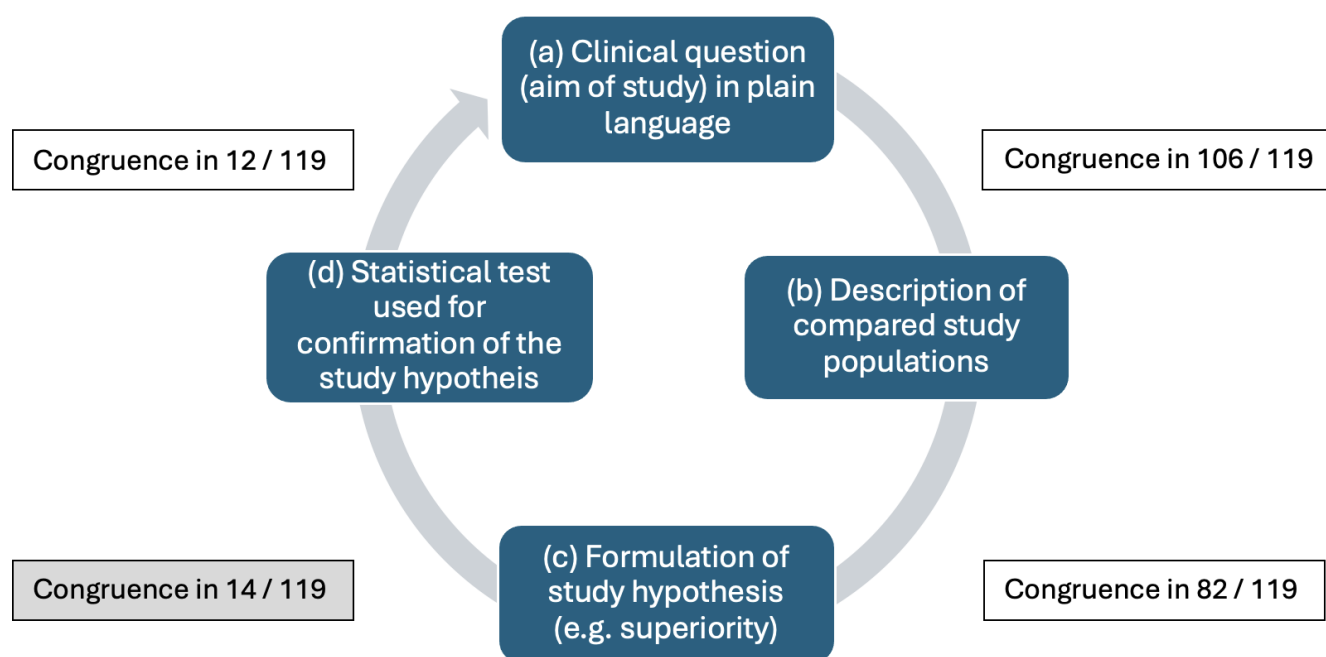 (a) Clinical question
(aim of study) in plain
language
Congruence in 12 / 119
Congruence in 106 / 119
(d) Statistical test
used for
confirmation of the
study hypotheis
(b) Description of
compared study
populations
Congruence in 14 / 119
(c) Formulation of
study hypothesis
(e.g. superiority)
Congruence in 82 / 119